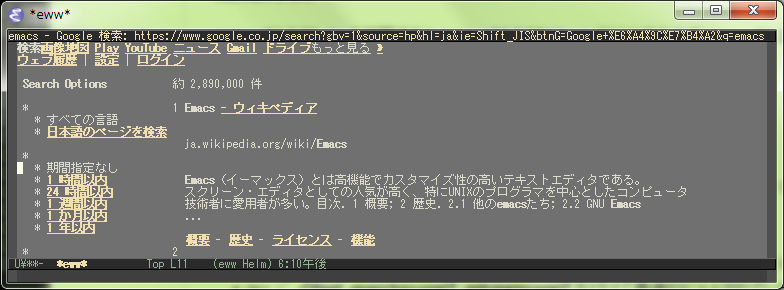 *eww*
emacs - Google 検索: https://www.google.co.jp/search?gbv=1&source=hp&hl=ja&ie=Shift_JIS&btnG=Google+%E6%A4%9C%E7%B4%A2&q=emacs
検索画像地図 Play YouTube ニュース Gmail ドライブもっと見る »
ウェブ履歴 | 設定 | ログイン
Search Options 約 2,890,000 件
* 1 Emacs - ウィキペディア
* すべての言語
* 日本語のページを検索
ja.wikipedia.org/wiki/Emacs
*
* 期間指定なし
* 1 時間以内 Emacs（イーマックス）とは高機能でカスタマイズ性の高いテキストエディタである。
* 24 時間以内 スクリーン・エディタとしての人気が高く、特にUNIXのプログラマを中心としたコンピュータ
* 1 週間以内 技術者に愛用者が多い。目次. 1 概要; 2 歴史. 2.1 他のemacsたち; 2.2 GNU Emacs
* 1 か月以内 ...
* 1 年以内
概要 - 歴史 - ライセンス - 機能
* 2
U¥**- *eww* Top L11 (eww Helm) 6:10午後